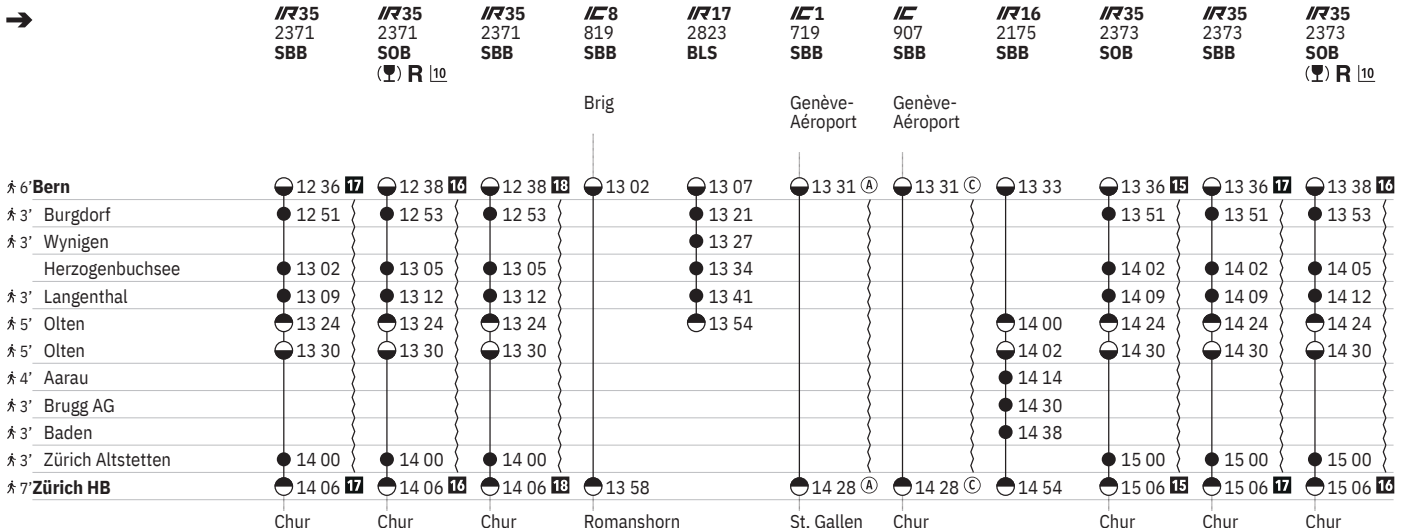 IR35 IR35 IR35 IC8 IR17 IC1 IC IR16 IR35 IR35 IR35
2371 2371 2371 819 2823 719 907 2175 2373 2373 2373
SBB SOB SBB SBB BLS SBB SBB SBB SOB SBB SOB
R 10 R 10
Brig Genève- Genève-
Aéroport Aéroport
6’ Bern 12 36 17 12 38 16 12 38 18 13 02 13 07 13 31 A 13 31 C 13 33 13 36 15 13 36 17 13 38 16
3’ Burgdorf 12 51 12 53 12 53 13 21 13 51 13 51 13 53
3’ Wynigen 13 27
Herzogenbuchsee 13 02 13 05 13 05 13 34 14 02 14 02 14 05
3’ Langenthal 13 09 13 12 13 12 13 41 14 09 14 09 14 12
5’ Olten 13 24 13 24 13 24 13 54 14 00 14 24 14 24 14 24
5’ Olten 13 30 13 30 13 30 14 02 14 30 14 30 14 30
4’ Aarau 14 14
3’ Brugg AG 14 30
3’ Baden 14 38
3’ Zürich Altstetten 14 00 14 00 14 00 15 00 15 00 15 00
7’ Zürich HB 14 06 17 14 06 16 14 06 18 13 58 14 28 A 14 28 C 14 54 15 06 15 15 06 17 15 06 16
Chur Chur Chur Romanshorn St. Gallen Chur Chur Chur Chur